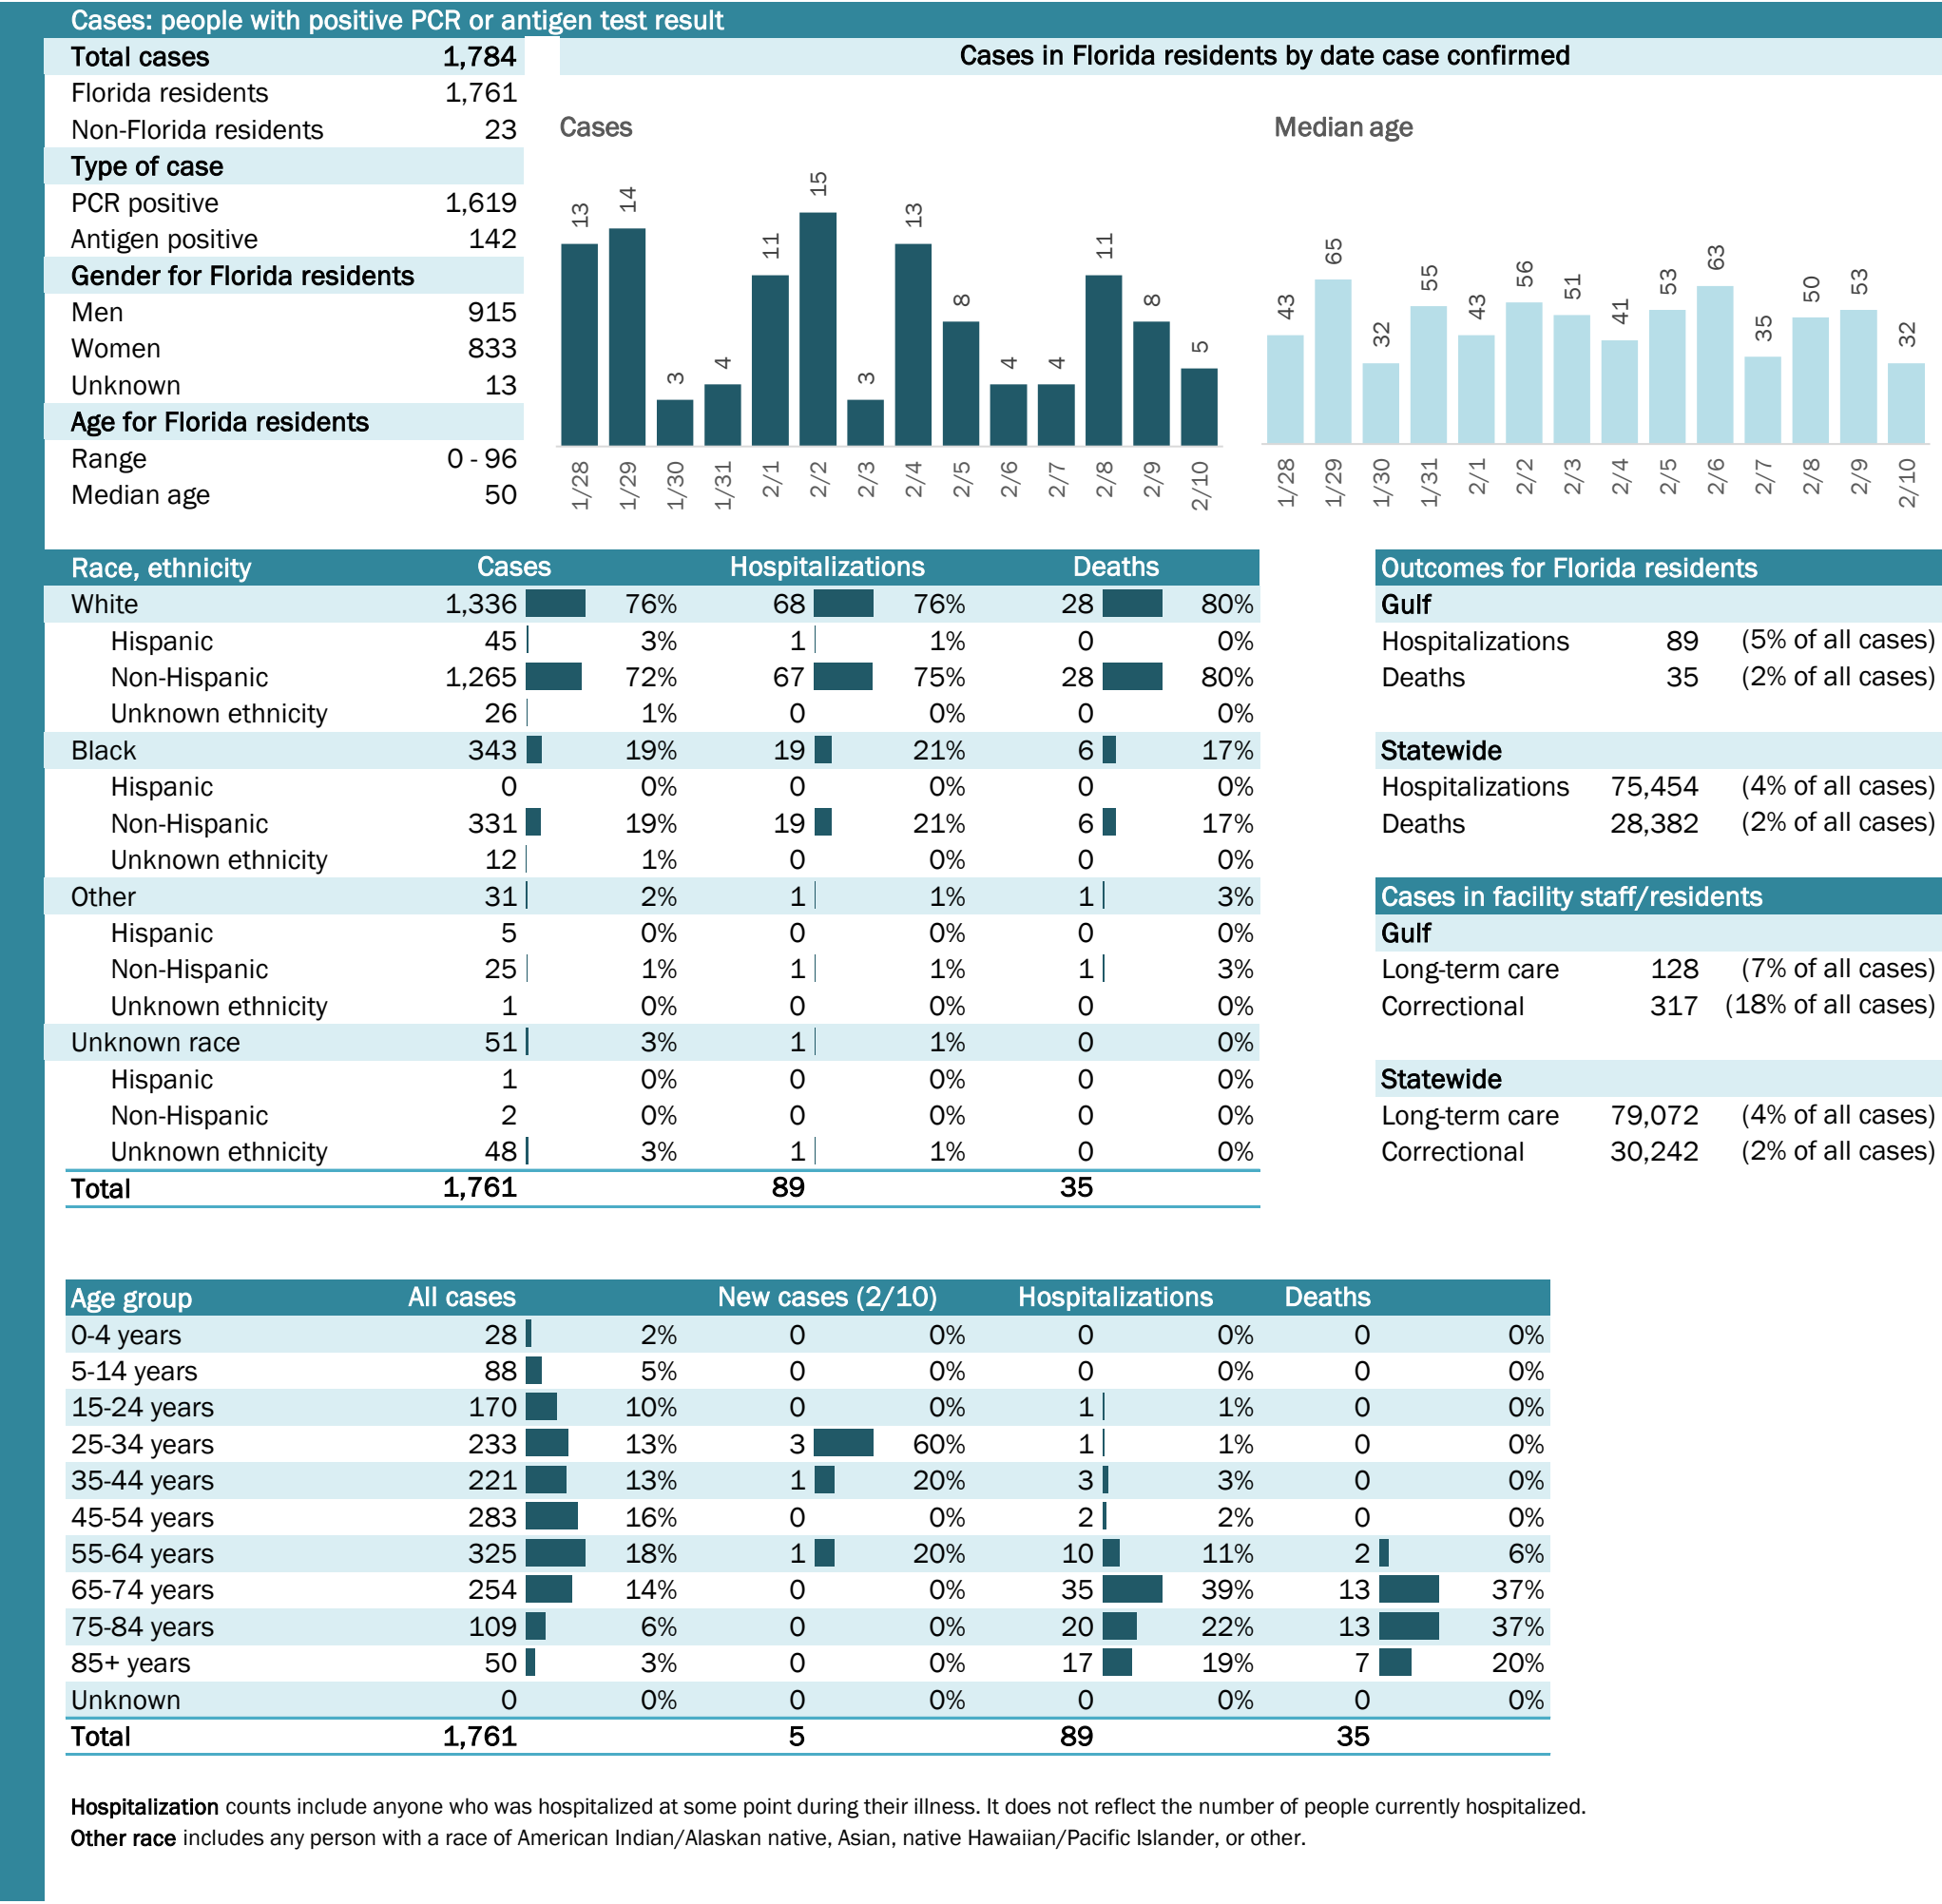 Cases: people with positive PCR or antigen test result
Total cases 1,784
Florida residents 1,761
Non-Florida residents 23
Type of case
PCR positive 1,619
Antigen positive 142
Gender for Florida residents
Men 915
Women 833
Unknown 13
Age for Florida residents
Range 0 - 96
Median age 50
Cases in Florida residents by date case confirmed
Cases
13 14 3 4 11 15 3 13 8 4 4 11 8 5
1/28 1/29 1/30 1/31 2/1 2/2 2/3 2/4 2/5 2/6 2/7 2/8 2/9 2/10
Median age
43 65 32 55 43 56 51 41 53 63 35 50 53 32
1/28 1/29 1/30 1/31 2/1 2/2 2/3 2/4 2/5 2/6 2/7 2/8 2/9 2/10
Race, ethnicity Cases Hospitalizations Deaths
White 1,336 76% 68 76% 28 80%
Hispanic 45 3% 1 1% 0 0%
Non-Hispanic 1,265 72% 67 75% 28 80%
Unknown ethnicity 26 1% 0 0% 0 0%
Black 343 19% 19 21% 6 17%
Hispanic 0 0% 0 0% 0 0%
Non-Hispanic 331 19% 19 21% 6 17%
Unknown ethnicity 12 1% 0 0% 0 0%
Other 31 2% 1 1% 1 3%
Hispanic 5 0% 0 0% 0 0%
Non-Hispanic 25 1% 1 1% 1 3%
Unknown ethnicity 1 0% 0 0% 0 0%
Unknown race 51 3% 1 1% 0 0%
Hispanic 1 0% 0 0% 0 0%
Non-Hispanic 2 0% 0 0% 0 0%
Unknown ethnicity 48 3% 1 1% 0 0%
Total 1,761 89 35
Outcomes for Florida residents
Gulf
Hospitalizations 89 (5% of all cases)
Deaths 35 (2% of all cases)
Statewide
Hospitalizations 75,454 (4% of all cases)
Deaths 28,382 (2% of all cases)
Cases in facility staff/residents
Gulf
Long-term care 128 (7% of all cases)
Correctional 317 (18% of all cases)
Statewide
Long-term care 79,072 (4% of all cases)
Correctional 30,242 (2% of all cases)
Age group All cases New cases (2/10) Hospitalizations Deaths
0-4 years 28 2% 0 0% 0 0% 0 0%
5-14 years 88 5% 0 0% 0 0% 0 0%
15-24 years 170 10% 0 0% 1 1% 0 0%
25-34 years 233 13% 3 60% 1 1% 0 0%
35-44 years 221 13% 1 20% 3 3% 0 0%
45-54 years 283 16% 0 0% 2 2% 0 0%
55-64 years 325 18% 1 20% 10 11% 2 6%
65-74 years 254 14% 0 0% 35 39% 13 37%
75-84 years 109 6% 0 0% 20 22% 13 37%
85+ years 50 3% 0 0% 17 19% 7 20%
Unknown 0 0% 0 0% 0 0% 0 0%
Total 1,761 5 89 35
Hospitalization counts include anyone who was hospitalized at some point during their illness. It does not reflect the number of people currently hospitalized.
Other race includes any person with a race of American Indian/Alaskan native, Asian, native Hawaiian/Pacific Islander, or other.